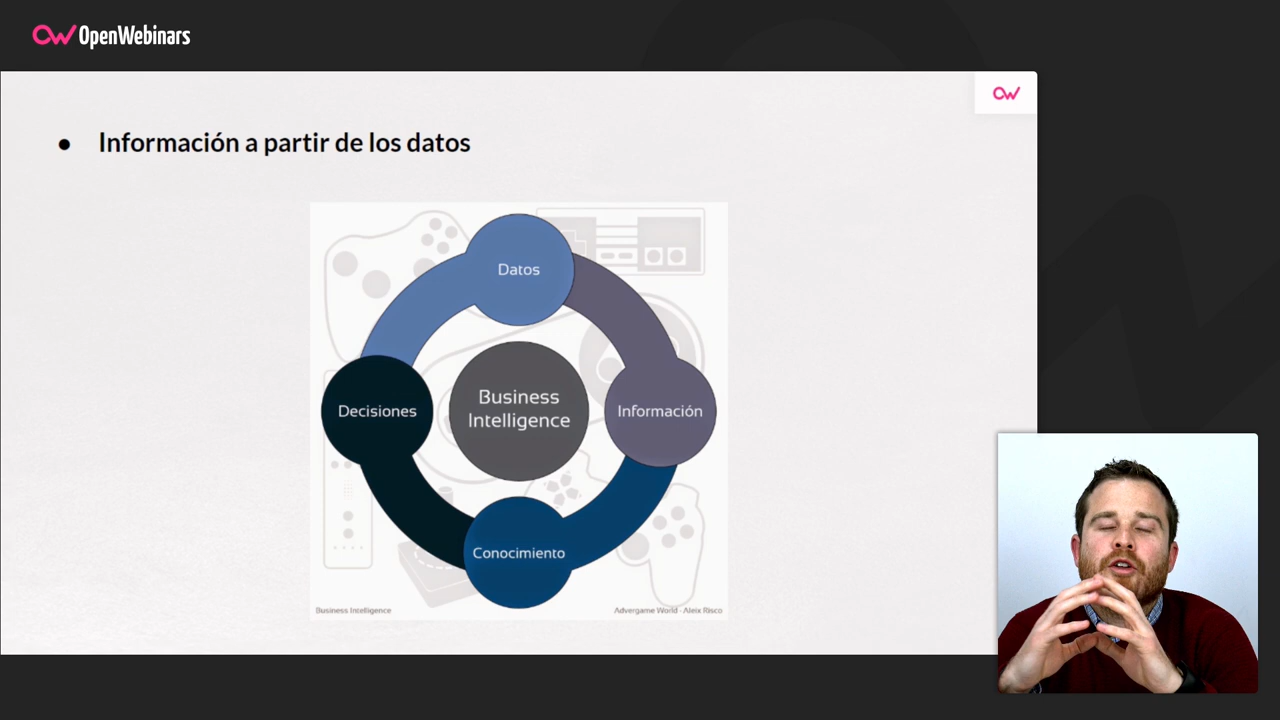 OpenWebinars
● Información a partir de los datos
Datos
Decisiones
Business
Intelligence
Información
Conocimiento
Business Intelligence
Advergame World - Aleix Risco